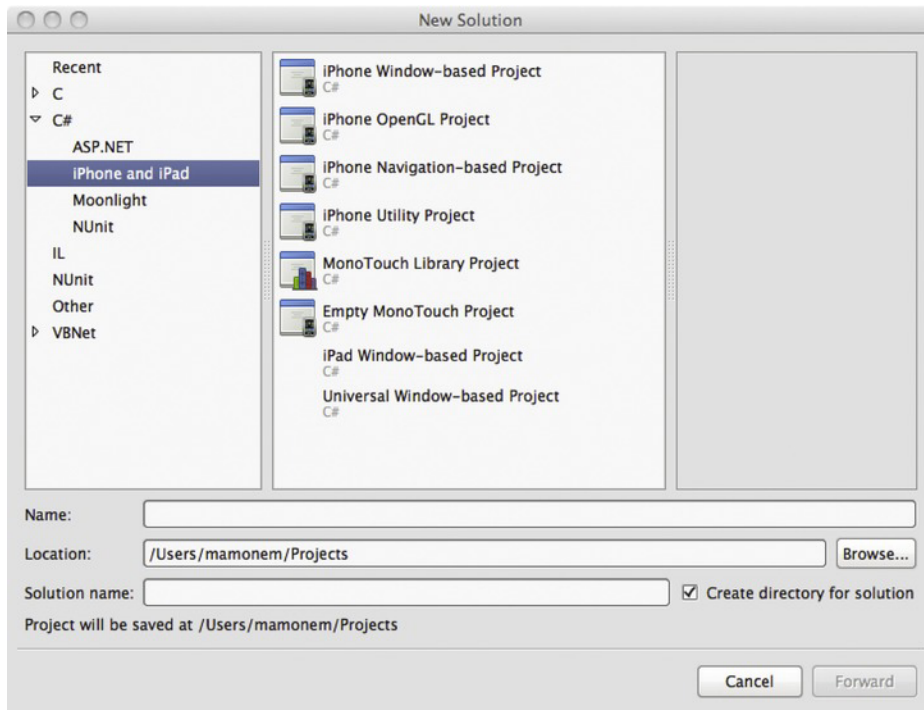 New Solution
Recent
C
C#
ASP.NET
iPhone and iPad
Moonlight
NUnit
IL
NUnit
Other
VBNet
iPhone Window-based Project
C#
iPhone OpenGL Project
C#
iPhone Navigation-based Project
C#
iPhone Utility Project
C#
MonoTouch Library Project
C#
Empty MonoTouch Project
C#
iPad Window-based Project
C#
Universal Window-based Project
C#
Name:
Location: /Users/mamonem/Projects Browse...
Solution name: Create directory for solution
Project will be saved at /Users/mamonem/Projects
Cancel Forward